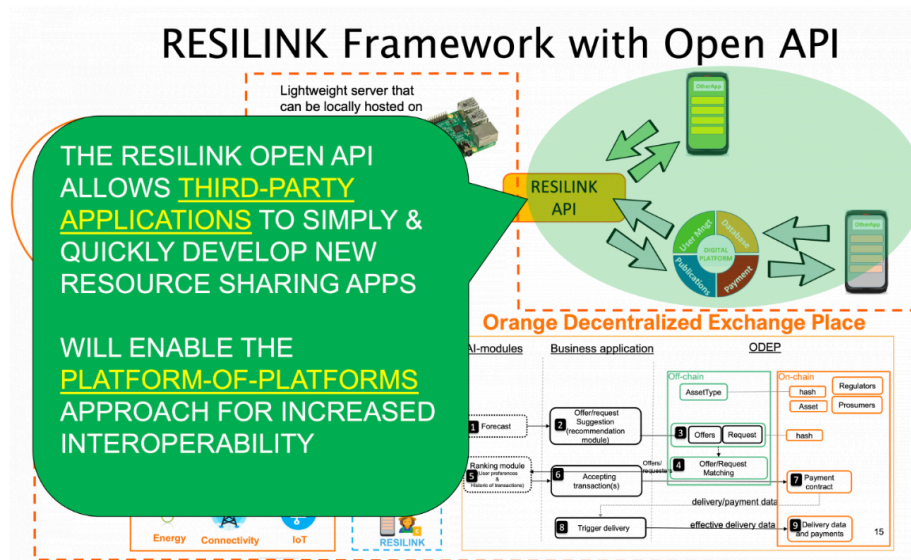 RESILINK Framework with Open API
Lightweight server that
can be locally hosted on
THE RESILINK OPEN API
ALLOWS THIRD-PARTY
APPLICATIONS TO SIMPLY &
QUICKLY DEVELOP NEW
RESOURCE SHARING APPS
WILL ENABLE THE
PLATFORM-OF-PLATFORMS
APPROACH FOR INCREASED
INTEROPERABILITY
RESILINK
API
OtherApp
User Mngt
Database
DIGITAL
PLATFORM
Publications
Payment
OtherApp
Orange Decentralized Exchange Place
AI-modules
Business application
ODEP
Off-chain
On-chain
AssetType
hash
Regulators
Asset
Prosumers
1 Forecast
2 Offer/request
Suggestion
(recommendation
module)
3 Offers
Request
hash
Ranking module
5 (User preferences
&
Historic of transactions)
6 Accepting
transaction(s)
Offers/
requesters
4 Offer/Request
Matching
7 Payment
contract
delivery/payment data
8 Trigger delivery
effective delivery data
9 Delivery data
and payments
15
Energy
Connectivity
IoT
RESILINK